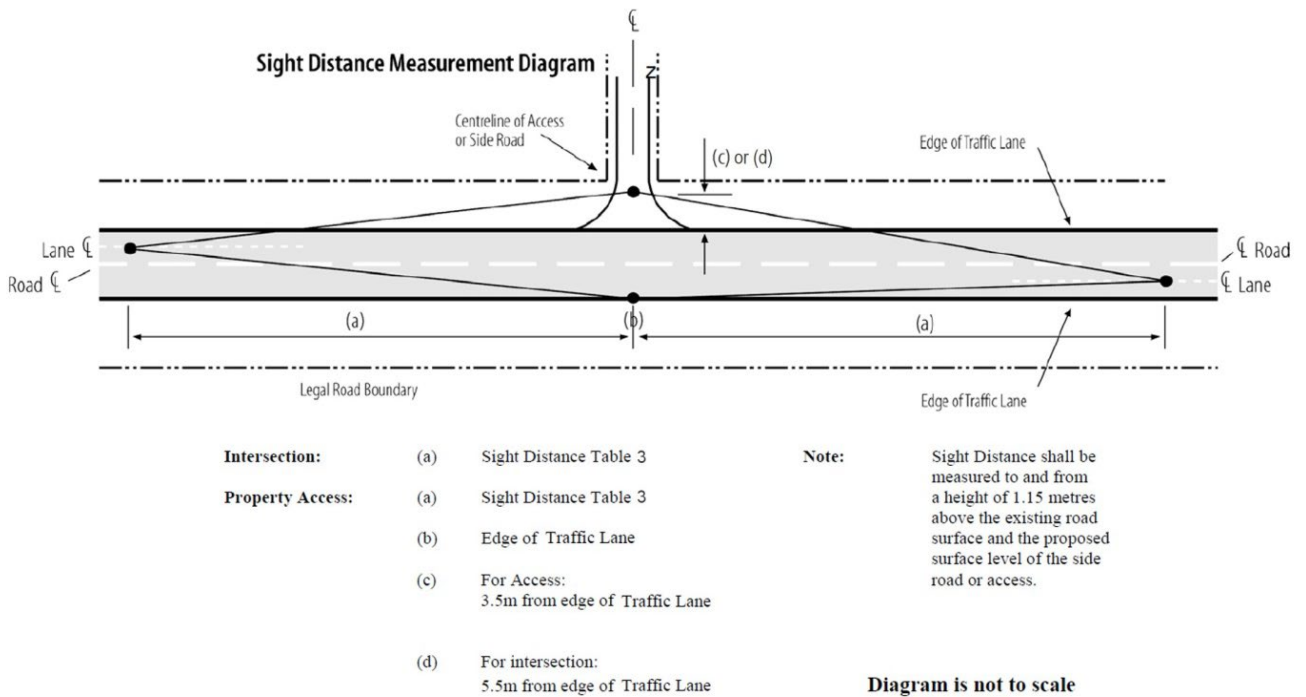 ℄
Sight Distance Measurement Diagram
Z
Centreline of Access
or Side Road
(c) or (d)
Edge of Traffic Lane
Lane ℄
Road ℄
℄ Road
℄ Lane
(a)
(b)
(a)
Legal Road Boundary
Edge of Traffic Lane
Intersection: (a) Sight Distance Table 3
Property Access: (a) Sight Distance Table 3
(b) Edge of Traffic Lane
(c) For Access:
3.5m from edge of Traffic Lane
(d) For intersection:
5.5m from edge of Traffic Lane
Note: Sight Distance shall be
measured to and from
a height of 1.15 metres
above the existing road
surface and the proposed
surface level of the side
road or access.
Diagram is not to scale